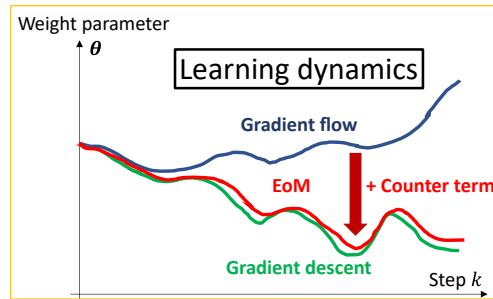 Weight parameter
θ
Learning dynamics
Gradient flow
EoM
+ Counter term
Gradient descent
Step k